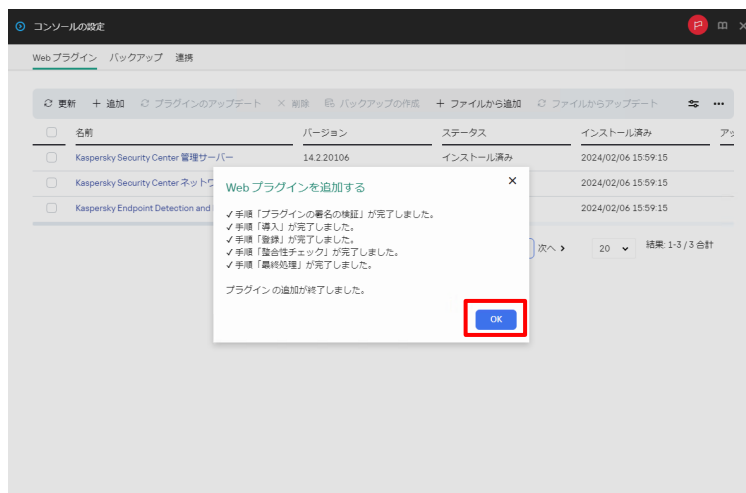 コンソールの設定
Web プラグイン バックアップ 連携
更新 追加 プラグインのアップデート 削除 バックアップの作成 ファイルから追加 ファイルからアップデート
名前 バージョン ステータス インストール済み
Kaspersky Security Center 管理サーバー 14.2.20106 インストール済み 2024/02/06 15:59:15
Kaspersky Security Center 2024/02/06 15:59:15
Kaspersky Endpoint Detection and 2024/02/06 15:59:15
Web プラグインを追加する
✓ 手順「プラグインの署名の検証」が完了しました。
✓ 手順「導入」が完了しました。
✓ 手順「登録」が完了しました。
✓ 手順「整合性チェック」が完了しました。
✓ 手順「最終処理」が完了しました。
プラグイン の追加が終了しました。
OK
次へ 20 結果: 1-3 / 3 合計